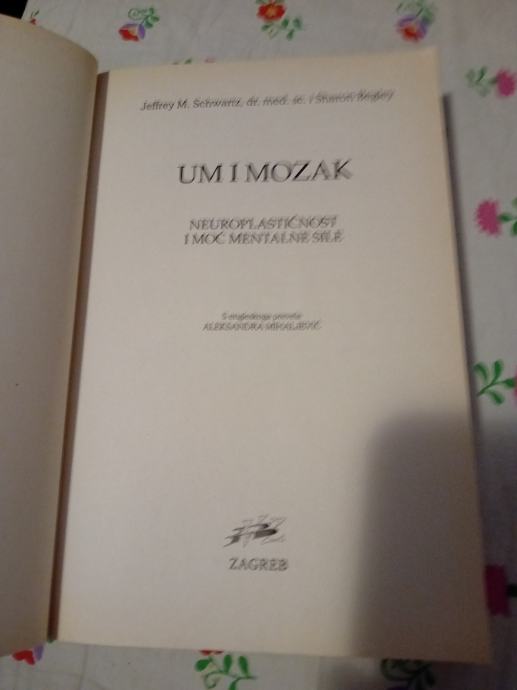 Jeffrey M. Schwartz, dr. med. sc. i Sharon Begley
UM I MOZAK
NEUROPLASTIČNOST
I MOĆ MENTALNE SILE
S engleskoga prevela
ALEKSANDRA MIHALJEVIĆ
ZAGREB